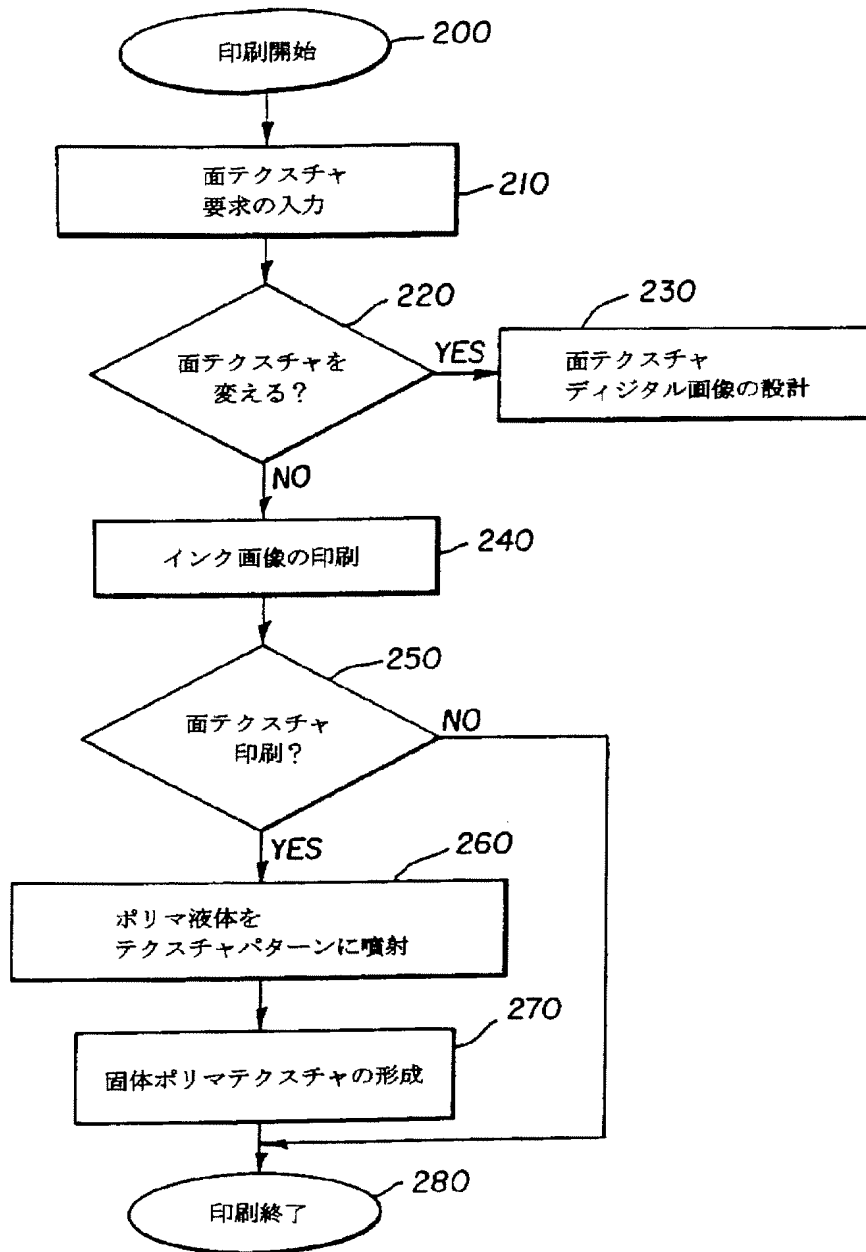 印刷開始
200
面テクスチャ
要求の入力
210
220
面テクスチャを
変える?
YES
230
面テクスチャ
ディジタル画像の設計
NO
インク画像の印刷
240
250
面テクスチャ
印刷?
NO
YES
260
ポリマ液体を
テクスチャパターンに噴射
270
固体ポリマテクスチャの形成
印刷終了
280